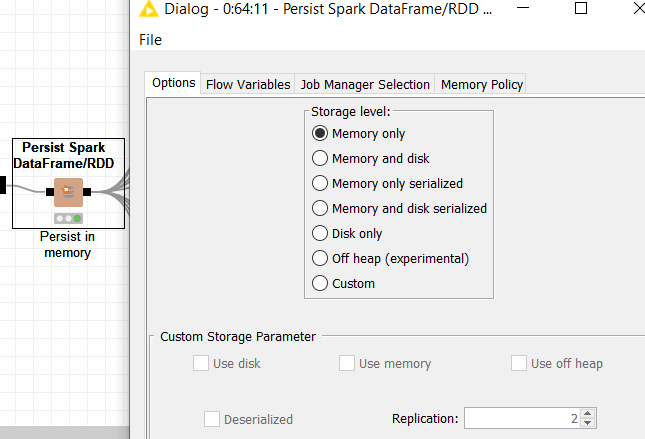 Dialog - 0:64:11 - Persist Spark DataFrame/RDD ...
File
Options Flow Variables Job Manager Selection Memory Policy
Storage level:
Memory only
Memory and disk
Memory only serialized
Memory and disk serialized
Disk only
Off heap (experimental)
Custom
Persist Spark
DataFrame/RDD
Persist in
memory
Custom Storage Parameter
Use disk Use memory Use off heap
Deserialized Replication: 2